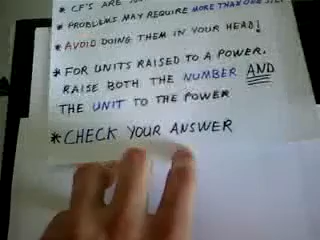 * CF'S ARE
* PROBLEMS MAY REQUIRE MORE THAN ONE STEP
* AVOID DOING THEM IN YOUR HEAD!
* FOR UNITS RAISED TO A POWER.
RAISE BOTH THE NUMBER AND
THE UNIT TO THE POWER
* CHECK YOUR ANSWER